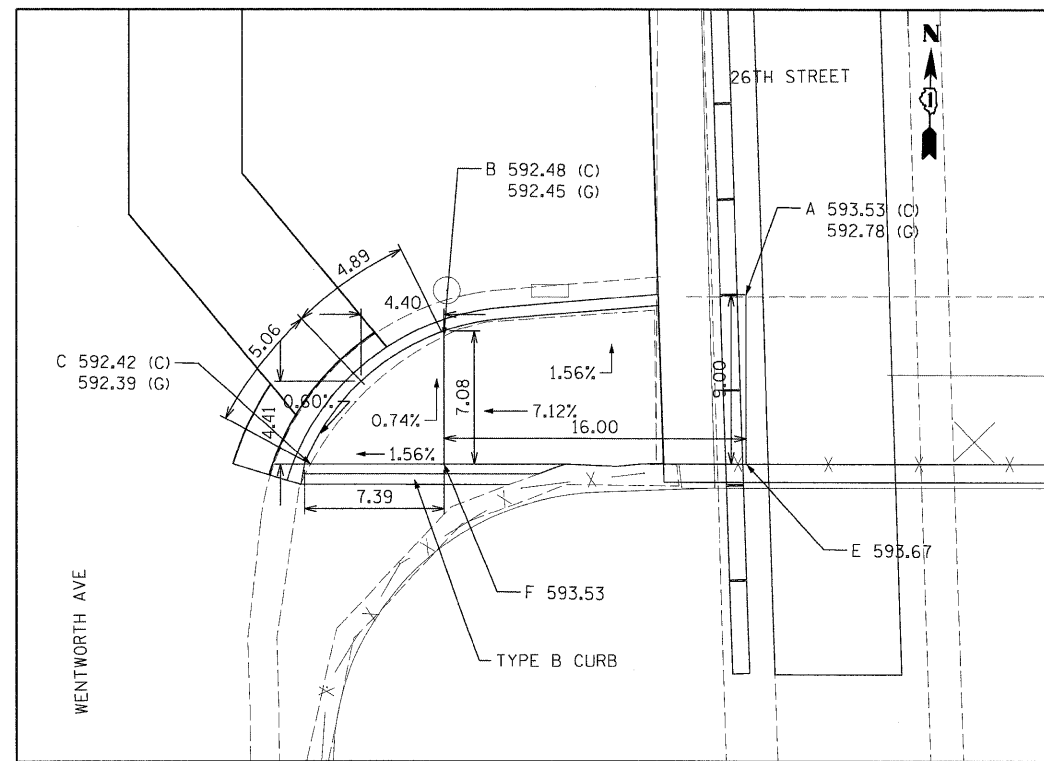 N
26TH STREET
1
B 592.48 (C)
592.45 (G)
A 593.53 (C)
592.78 (G)
4.89
4.40
5.06
C 592.42 (C)
592.39 (G)
0.60%
4.41
0.74%
7.08
1.56%
7.12%
9.00
16.00
1.56%
7.39
E 593.67
F 593.53
TYPE B CURB
WENTWORTH AVE